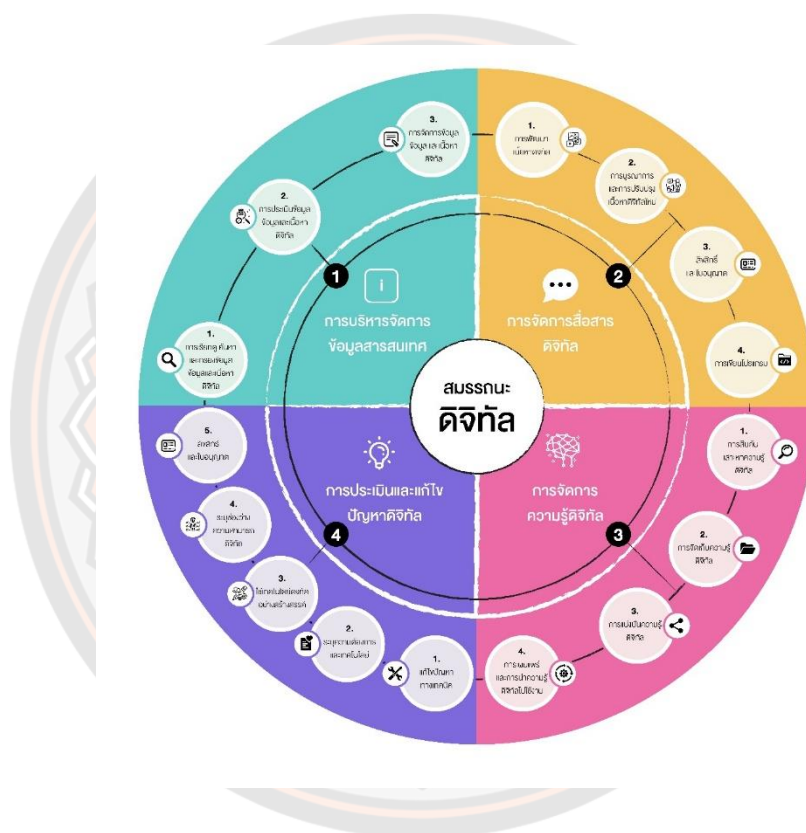 สมรรถนะ
ดิจิทัล
1
การบริหารจัดการ
ข้อมูลสารสนเทศ
1.
การเรียกดู ค้นหา
และกรองข้อมูล
ข้อมูลและเนื้อหา
ดิจิทัล
2.
การประเมินข้อมูล
ข้อมูลและเนื้อหา
ดิจิทัล
3.
การจัดการข้อมูล
ข้อมูล และเนื้อหา
ดิจิทัล
2
การจัดการสื่อสาร
ดิจิทัล
1.
การพัฒนา
เนื้อหาดิจิทัล
2.
การบูรณาการ
และการปรับปรุง
เนื้อหาดิจิทัลใหม่
3.
ลิขสิทธิ์
และใบอนุญาต
4.
การเขียนโปรแกรม
3
การจัดการ
ความรู้ดิจิทัล
1.
การสืบค้น
เสาะหาความรู้
ดิจิทัล
2.
การจัดเก็บความรู้
ดิจิทัล
3.
การแบ่งปันความรู้
ดิจิทัล
4.
การเผยแพร่
และการนำความรู้
ดิจิทัลไปใช้งาน
4
การประเมินและแก้ไข
ปัญหาดิจิทัล
1.
แก้ไขปัญหา
ทางเทคนิค
2.
ระบุความต้องการ
และเทคโนโลยี
3.
ใช้เทคโนโลยีดิจิทัล
อย่างสร้างสรรค์
4.
ระบุช่องว่าง
ความสามารถ
ดิจิทัล
5.
ลิขสิทธิ์
และใบอนุญาต